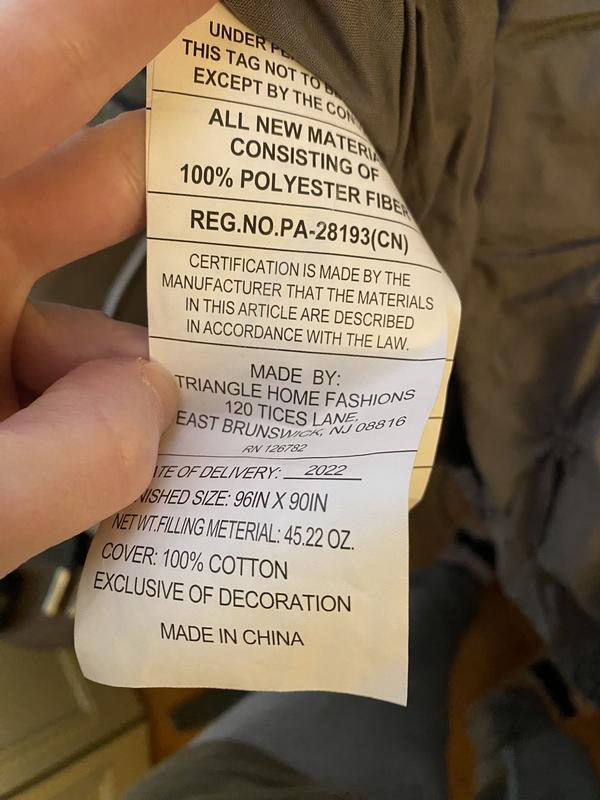 UNDER
THIS TAG NOT TO
EXCEPT BY THE
ALL NEW
CONSISTING OF
100% POLYESTER FIBER
REG.NO.PA-28193(CN)
CERTIFICATION IS MADE BY THE
MANUFACTURER THAT THE MATERIALS
IN THIS ARTICLE ARE DESCRIBED
IN ACCORDANCE WITH THE LAW.
MADE BY:
TRIANGLE HOME FASHIONS
120 TICES LANE,
EAST BRUNSWICK, NJ 08816
RN 126782
OF DELIVERY: 2022
SIZE: 96IN X 90IN
NET WT.FILLING METERIAL: 45.22 OZ.
COVER: 100% COTTON
EXCLUSIVE OF DECORATION
MADE IN CHINA